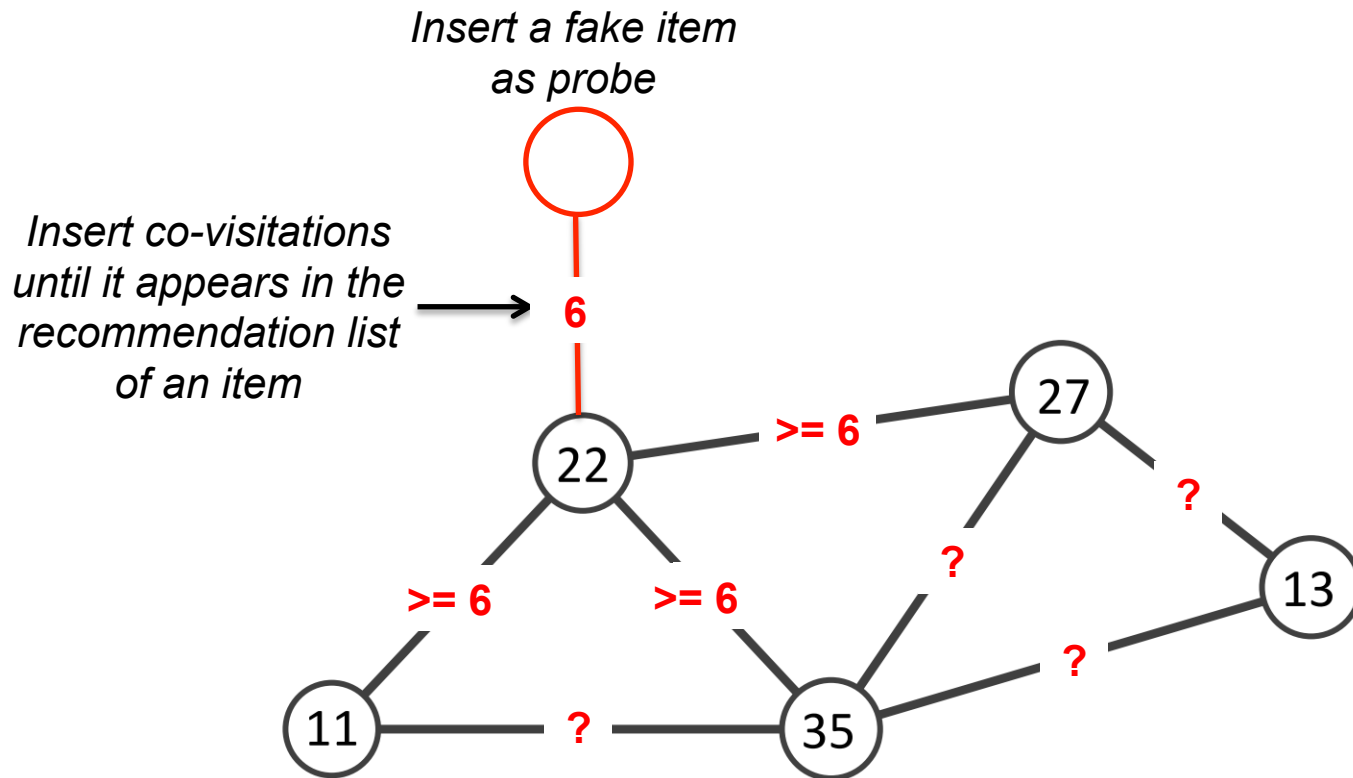 Insert a fake item
as probe
Insert co-visitations
until it appears in the
recommendation list
of an item
6
27
>= 6
22
?
?
13
>= 6
>= 6
?
11
?
35